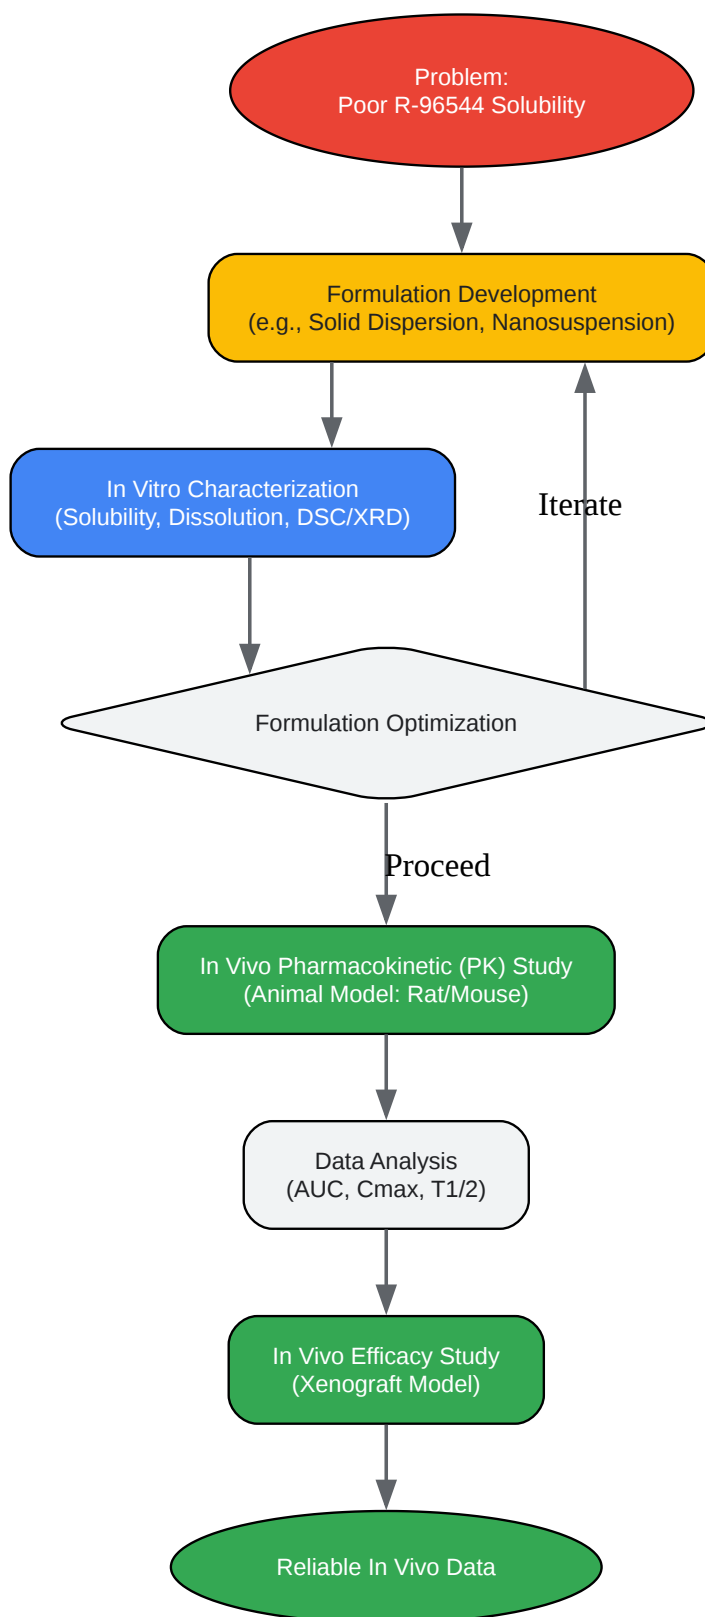 Problem:
Poor R-96544 Solubility
Formulation Development
(e.g., Solid Dispersion, Nanosuspension)
In Vitro Characterization
(Solubility, Dissolution, DSC/XRD)
Iterate
Formulation Optimization
Proceed
In Vivo Pharmacokinetic (PK) Study
(Animal Model: Rat/Mouse)
Data Analysis
(AUC, Cmax, T1/2)
In Vivo Efficacy Study
(Xenograft Model)
Reliable In Vivo Data